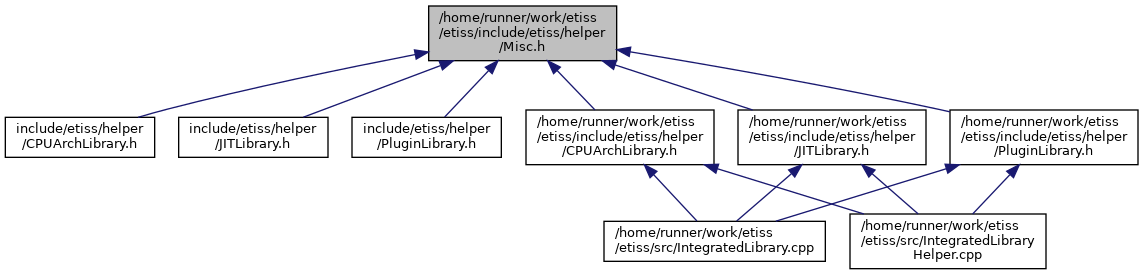 /home/runner/work/etiss
/etiss/include/etiss/helper
/Misc.h
include/etiss/helper
/CPUArchLibrary.h
include/etiss/helper
/JITLibrary.h
include/etiss/helper
/PluginLibrary.h
/home/runner/work/etiss
/etiss/include/etiss/helper
/CPUArchLibrary.h
/home/runner/work/etiss
/etiss/include/etiss/helper
/JITLibrary.h
/home/runner/work/etiss
/etiss/include/etiss/helper
/PluginLibrary.h
/home/runner/work/etiss
/etiss/src/IntegratedLibrary.cpp
/home/runner/work/etiss
/etiss/src/IntegratedLibrary
Helper.cpp